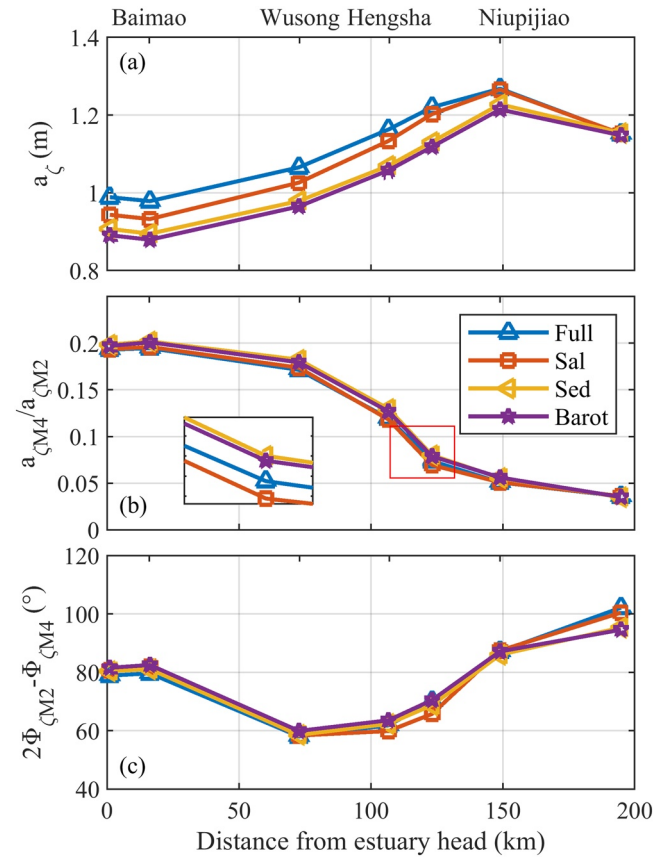 Baimao Wusong Hengsha Niupijiao
(a)
1.4
1.2
1
0.8
a_ζ (m)
(b)
0.2
0.15
0.1
0.05
0
a_ζM4/a_ζM2
Full
Sal
Sed
Barot
(c)
100
80
60
40
2Φ_ζM2-Φ_ζM4 (°)
0 50 100 150 200
Distance from estuary head (km)